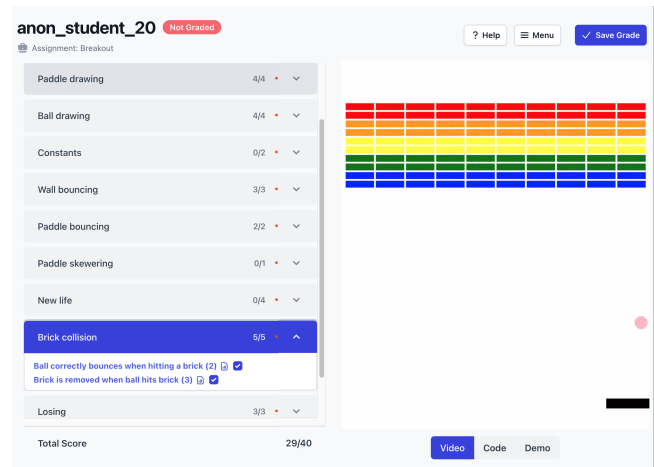 anon_student_20 Not Graded
Assignment: Breakout
? Help
Menu
Save Grade
Paddle drawing 4/4
Ball drawing 4/4
Constants 0/2
Wall bouncing 3/3
Paddle bouncing 2/2
Paddle skewering 0/1
New life 0/4
Brick collision 5/5
Ball correctly bounces when hitting a brick (2)
Brick is removed when ball hits brick (3)
Losing 3/3
Total Score 29/40
Video Code Demo